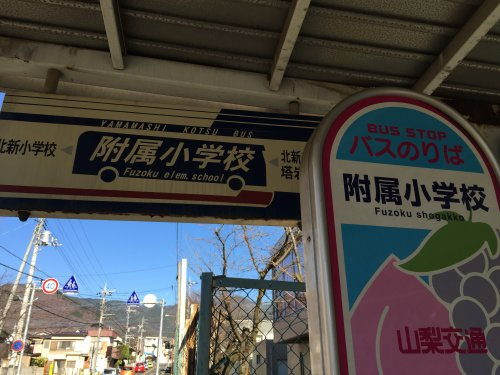 YAMANASHI KOTSU BUS
北新小学校
附属小学校
Fuzoku elem.school
北新
塔岩
BUS STOP
バスのりば
附属小学校
Fuzoku shogakko
山梨交通